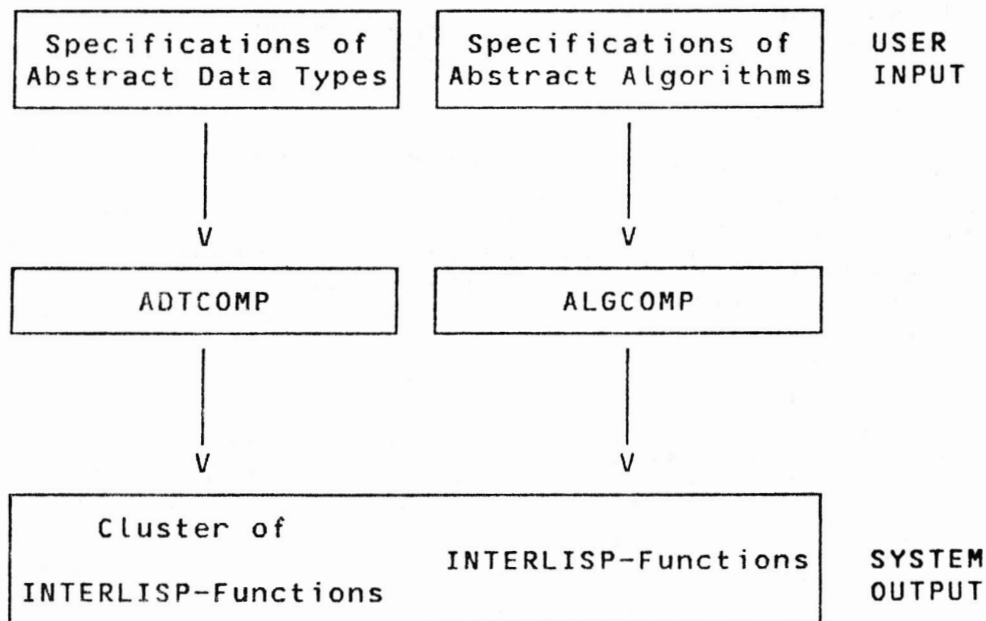 Specifications of
Abstract Data Types
Specifications of
Abstract Algorithms
USER
INPUT
V
V
ADTCOMP
ALGCOMP
V
V
Cluster of
INTERLISP-Functions
INTERLISP-Functions
SYSTEM
OUTPUT